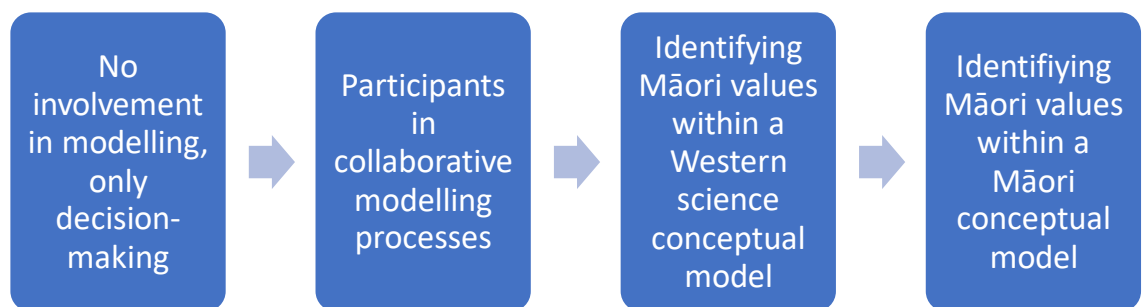 No
involvement
in modelling,
only
decision-
making
Participants
in
collaborative
modelling
processes
Identifying
Māori values
within a
Western
science
conceptual
model
Identifiying
Māori values
within a
Māori
conceptual
model